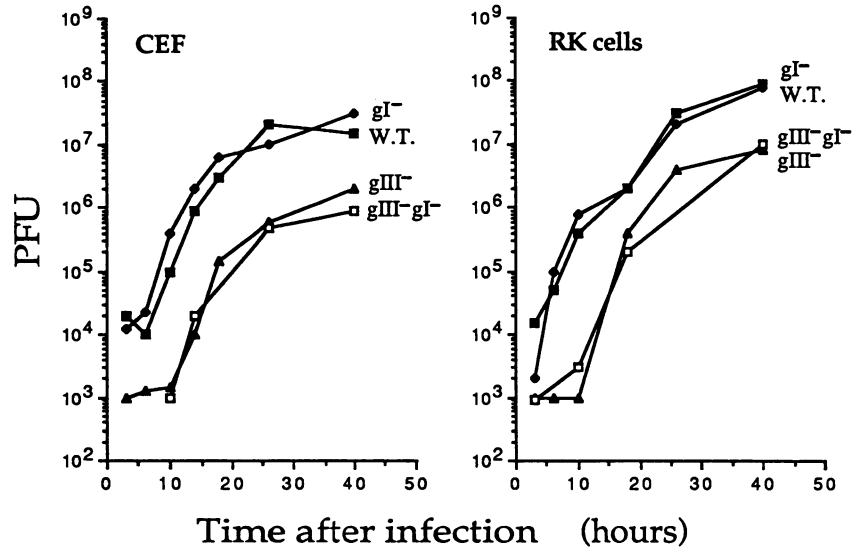 CEF
10⁹
10⁸
10⁷
10⁶
10⁵
10⁴
10³
10²
gI⁻
W.T.
gIII⁻
gIII⁻gI⁻
0 10 20 30 40 50
RK cells
10⁹
10⁸
10⁷
10⁶
10⁵
10⁴
10³
10²
gI⁻
W.T.
gIII⁻gI⁻
gIII⁻
0 10 20 30 40 50
PFU
Time after infection (hours)